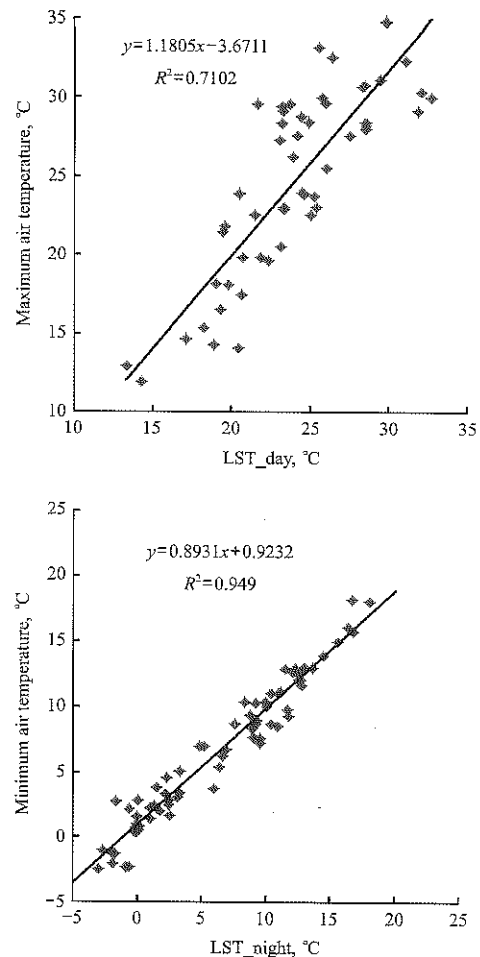 35
30
25
20
15
10
Maximum air temperature, °C
y=1.1805x−3.6711
R²=0.7102
10 15 20 25 30 35
LST_day, °C
25
20
15
10
5
0
−5
Minimum air temperature, °C
y=0.8931x+0.9232
R²=0.949
−5 0 5 10 15 20 25
LST_night, °C